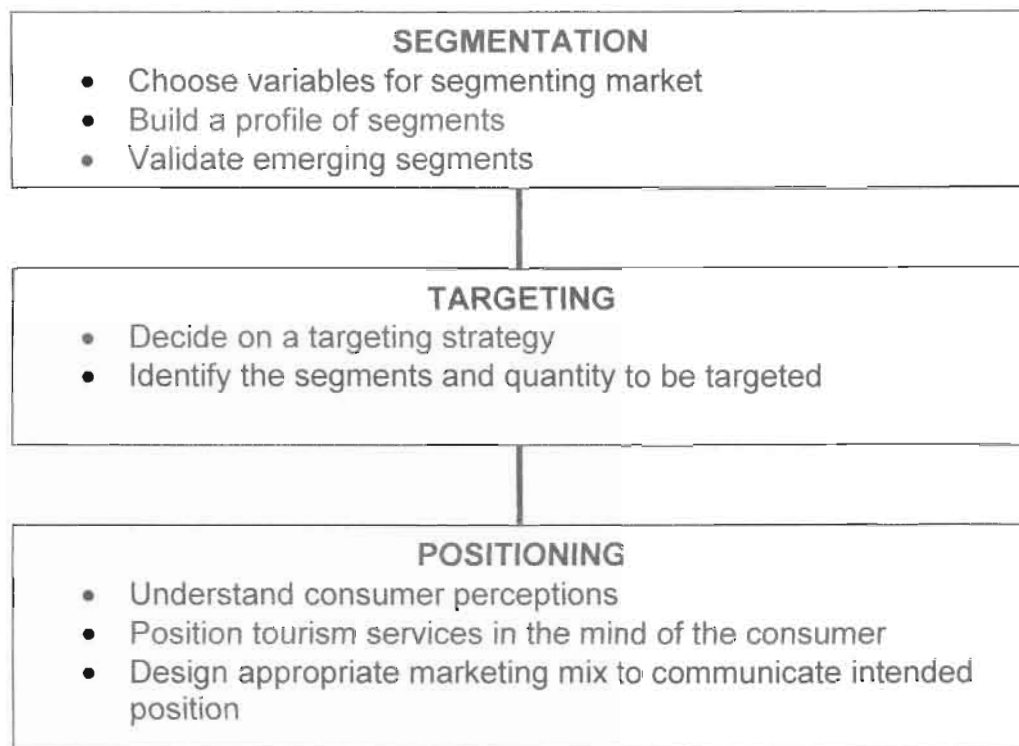 SEGMENTATION
• Choose variables for segmenting market
• Build a profile of segments
• Validate emerging segments
TARGETING
• Decide on a targeting strategy
• Identify the segments and quantity to be targeted
POSITIONING
• Understand consumer perceptions
• Position tourism services in the mind of the consumer
• Design appropriate marketing mix to communicate intended
position